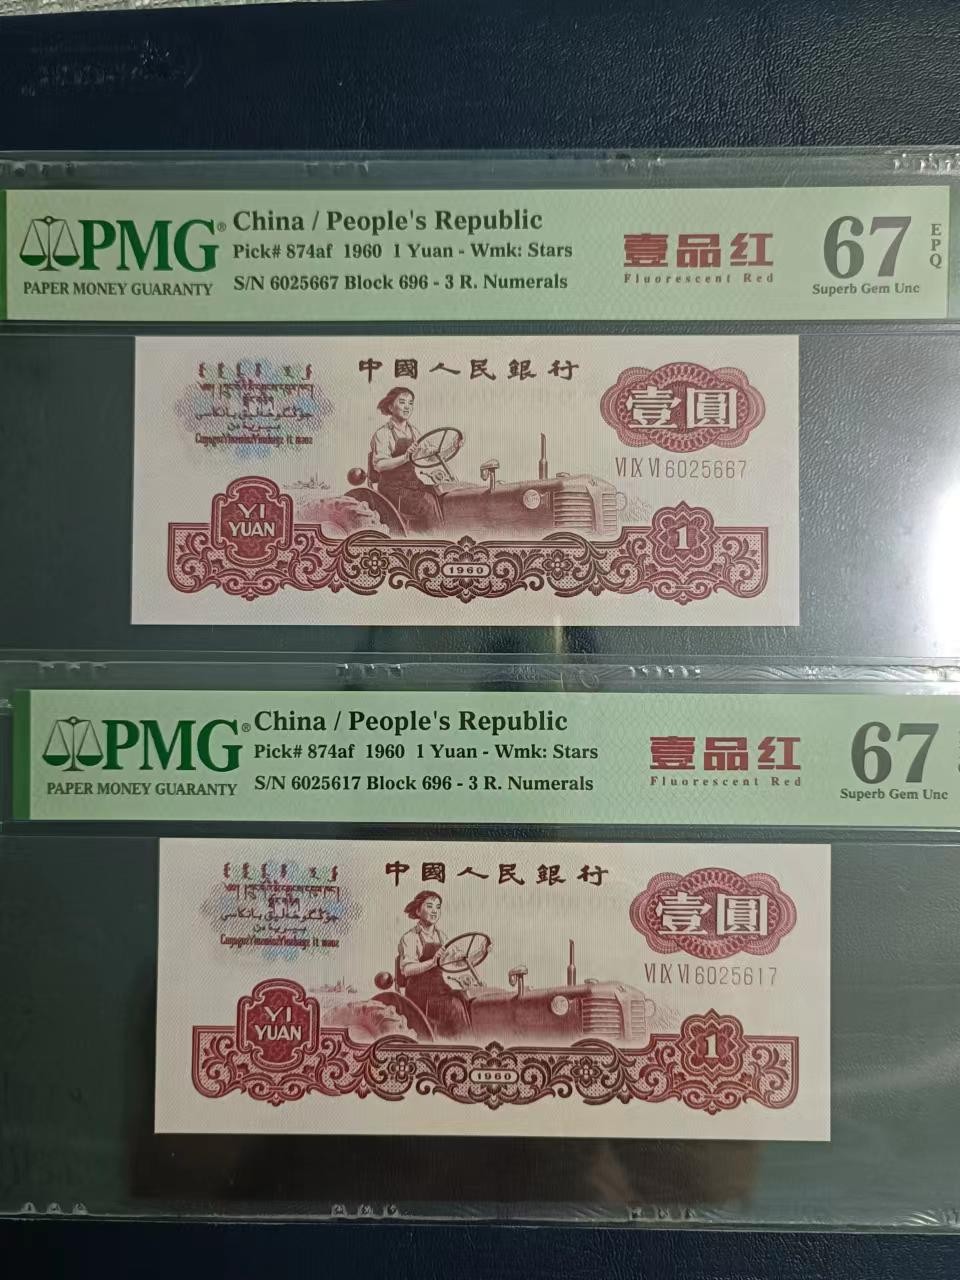 PMG®
PAPER MONEY GUARANTY
China / People's Republic
Pick# 874af 1960 1 Yuan - Wmk: Stars
S/N 6025667 Block 696 - 3 R. Numerals
壹品红
Fluorescent Red
67
Superb Gem Unc
EPQ
中國人民銀行
壹圓
VI IX VI 6025667
YI
YUAN
1960
1
PMG®
PAPER MONEY GUARANTY
China / People's Republic
Pick# 874af 1960 1 Yuan - Wmk: Stars
S/N 6025617 Block 696 - 3 R. Numerals
壹品红
Fluorescent Red
67
Superb Gem Unc
中國人民銀行
壹圓
VI IX VI 6025617
YI
YUAN
1960
1